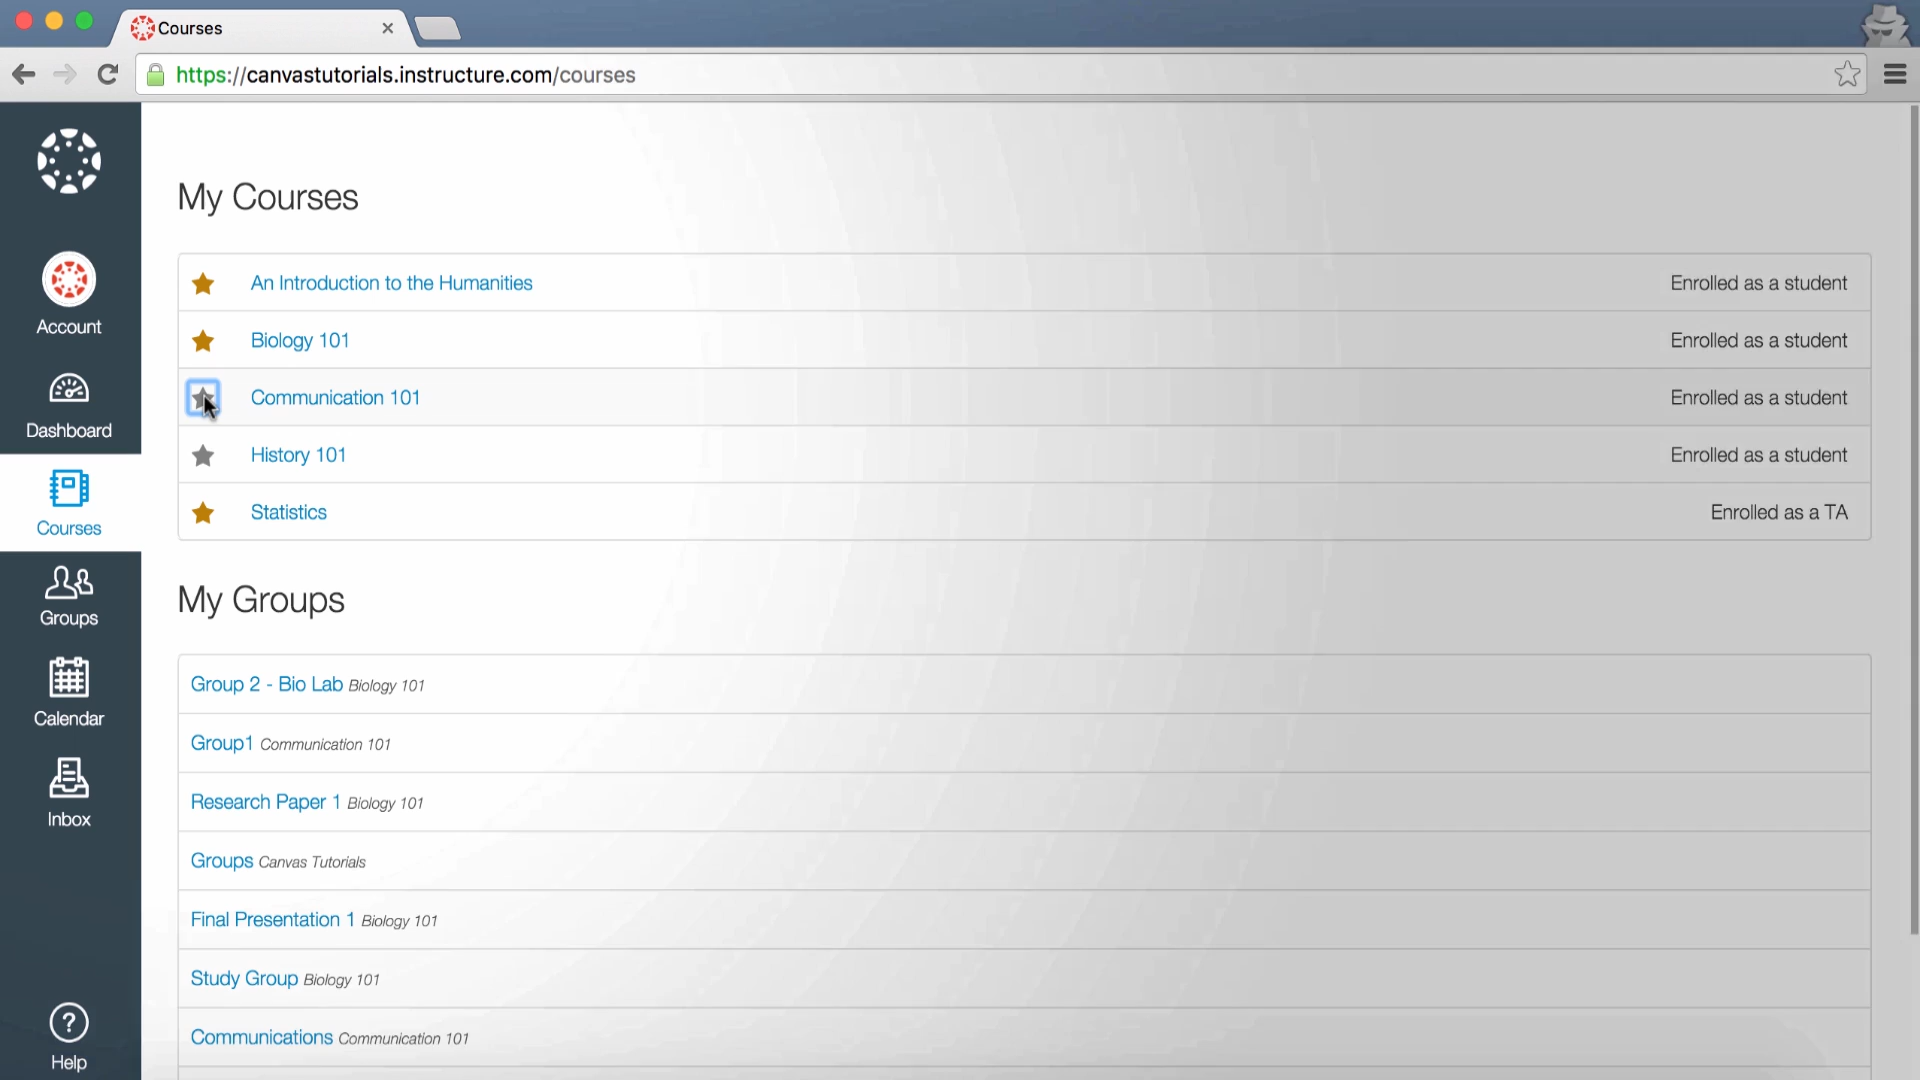 Courses
https://canvastutorials.instructure.com/courses
Account
Dashboard
Courses
Groups
Calendar
Inbox
Help
My Courses
An Introduction to the Humanities Enrolled as a student
Biology 101 Enrolled as a student
Communication 101 Enrolled as a student
History 101 Enrolled as a student
Statistics Enrolled as a TA
My Groups
Group 2 - Bio Lab Biology 101
Group1 Communication 101
Research Paper 1 Biology 101
Groups Canvas Tutorials
Final Presentation 1 Biology 101
Study Group Biology 101
Communications Communication 101